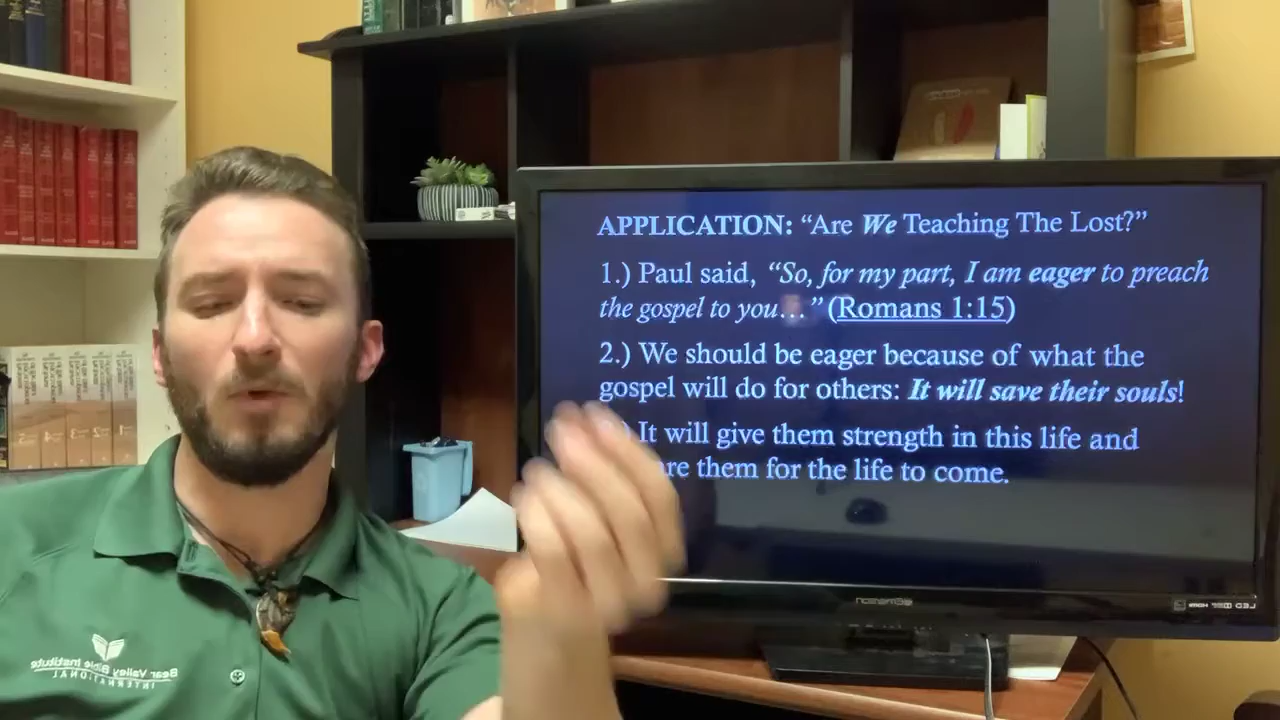 APPLICATION: “Are We Teaching The Lost?”
1.) Paul said, “So, for my part, I am eager to preach
the gospel to you…” (Romans 1:15)
2.) We should be eager because of what the
gospel will do for others: It will save their souls!
It will give them strength in this life and
them for the life to come.
Bear Valley Bible Institute
INTERNATIONAL